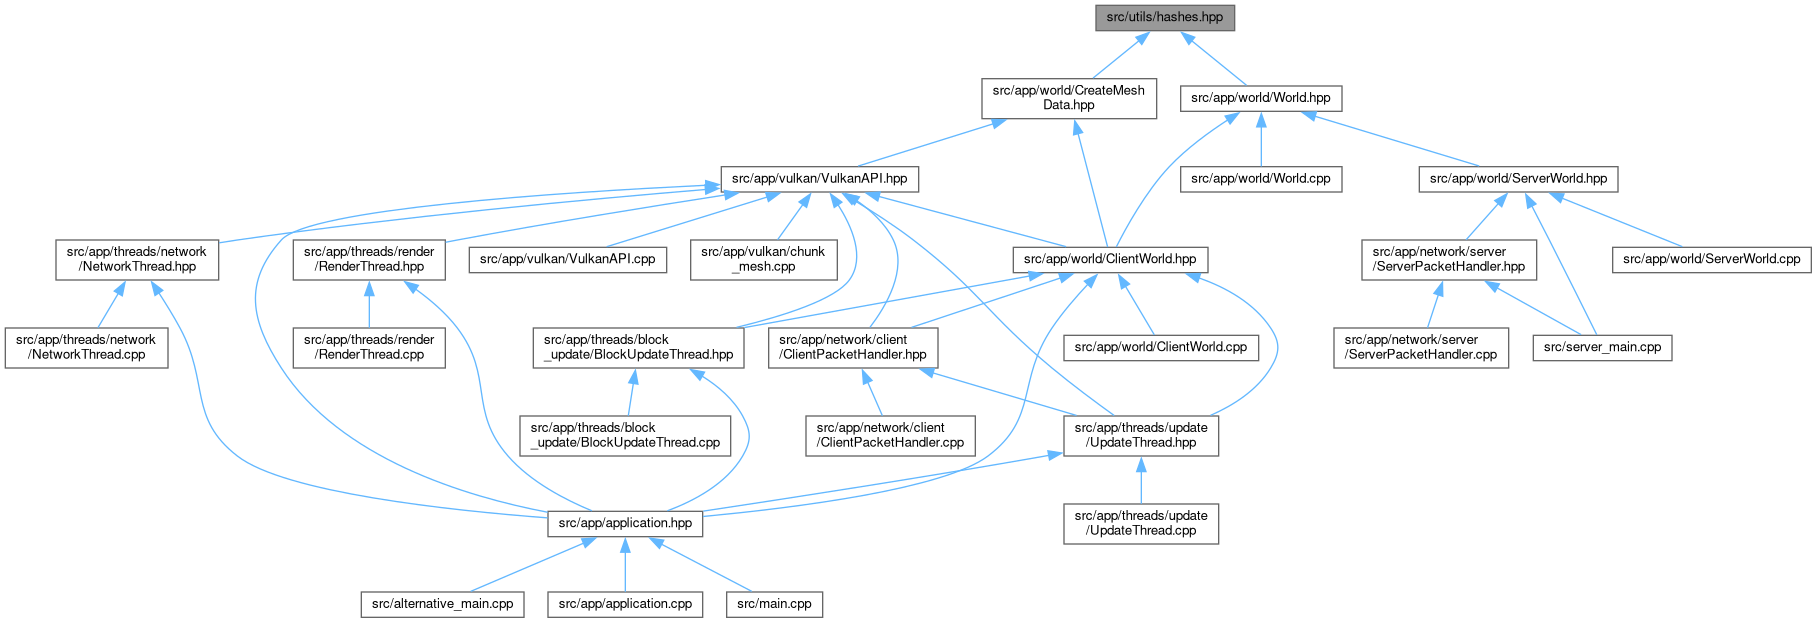 src/utils/hashes.hpp
src/app/world/CreateMesh
Data.hpp
src/app/world/World.hpp
src/app/vulkan/VulkanAPI.hpp
src/app/world/World.cpp
src/app/world/ServerWorld.hpp
src/app/threads/network
/NetworkThread.hpp
src/app/threads/render
/RenderThread.hpp
src/app/vulkan/VulkanAPI.cpp
src/app/vulkan/chunk
_mesh.cpp
src/app/world/ClientWorld.hpp
src/app/network/server
/ServerPacketHandler.hpp
src/app/world/ServerWorld.cpp
src/app/threads/network
/NetworkThread.cpp
src/app/threads/render
/RenderThread.cpp
src/app/threads/block
_update/BlockUpdateThread.hpp
src/app/network/client
/ClientPacketHandler.hpp
src/app/world/ClientWorld.cpp
src/app/network/server
/ServerPacketHandler.cpp
src/server_main.cpp
src/app/threads/block
_update/BlockUpdateThread.cpp
src/app/network/client
/ClientPacketHandler.cpp
src/app/threads/update
/UpdateThread.hpp
src/app/application.hpp
src/app/threads/update
/UpdateThread.cpp
src/alternative_main.cpp
src/app/application.cpp
src/main.cpp